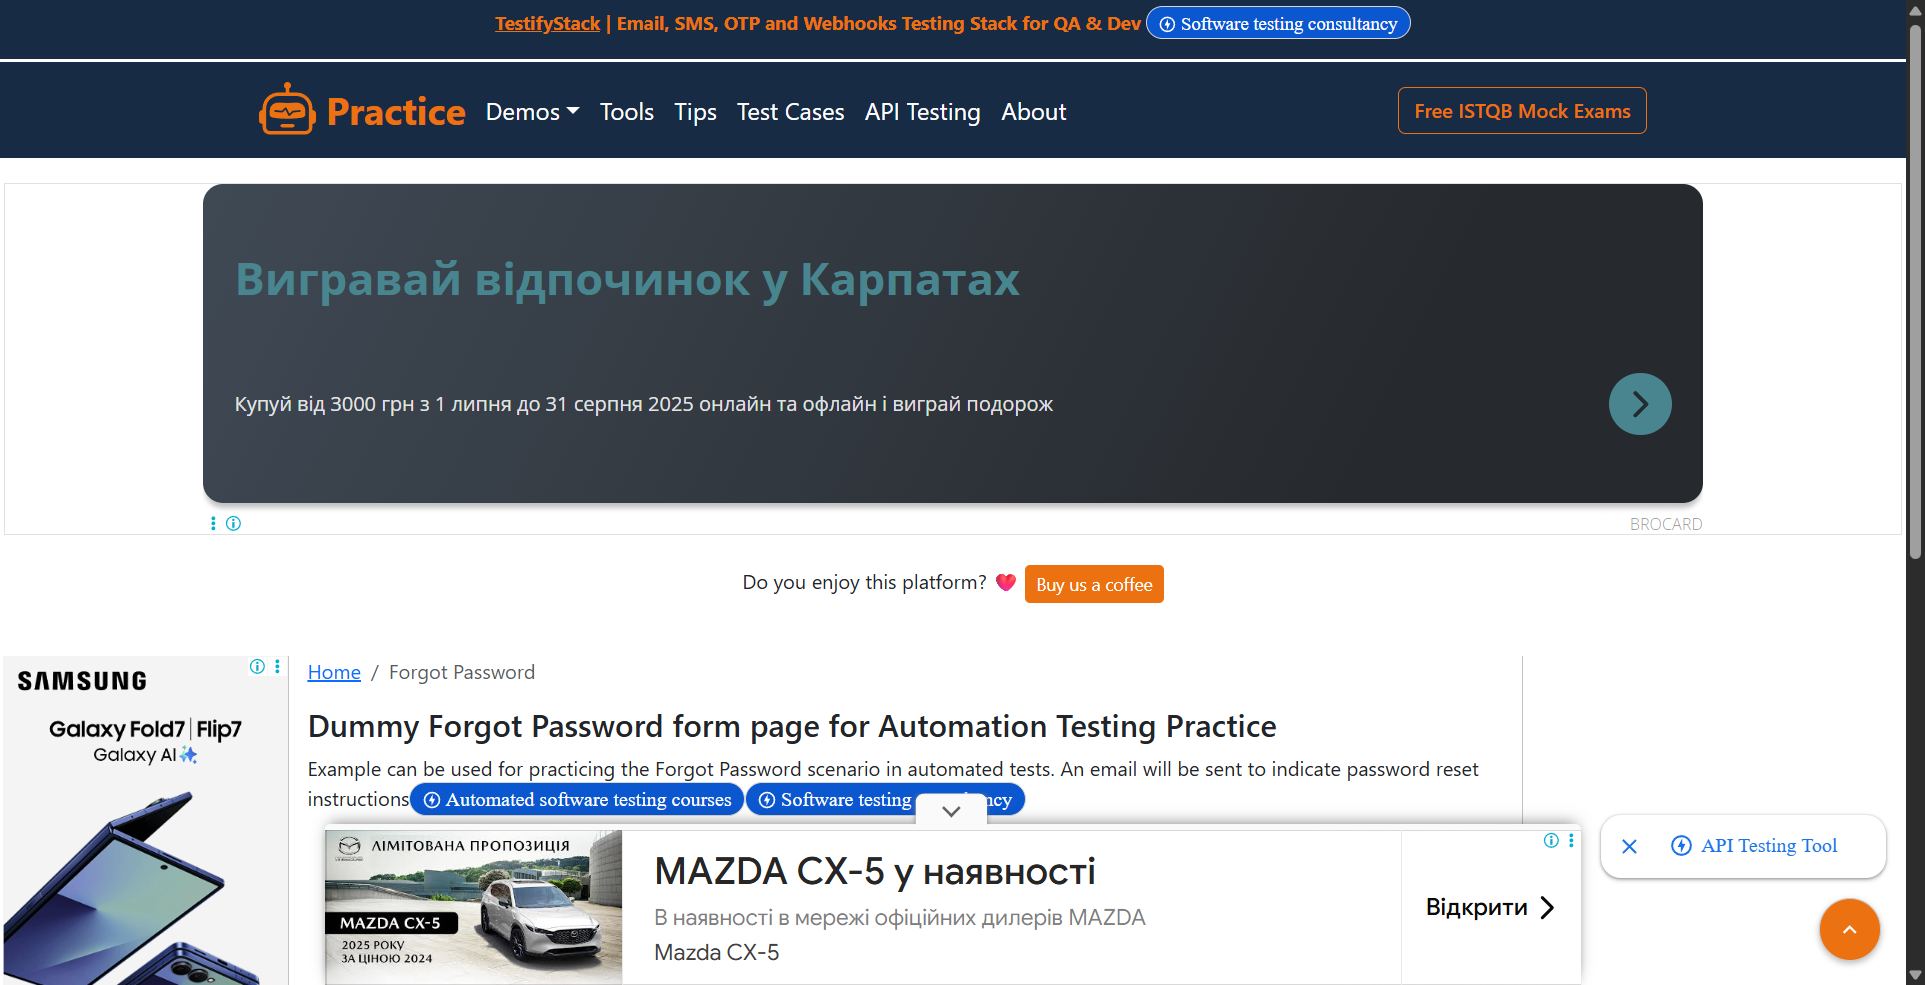 TestifyStack | Email, SMS, OTP and Webhooks Testing Stack for QA & Dev Software testing consultancy
Practice Demos Tools Tips Test Cases API Testing About Free ISTQB Mock Exams
Вигравай відпочинок у Карпатах
Купуй від 3000 грн з 1 липня до 31 серпня 2025 онлайн та офлайн і виграй подорож
BROCARD
Do you enjoy this platform? Buy us a coffee
SAMSUNG
Galaxy Fold7 | Flip7
Galaxy AI
Home / Forgot Password
Dummy Forgot Password form page for Automation Testing Practice
Example can be used for practicing the Forgot Password scenario in automated tests. An email will be sent to indicate password reset
instructions Automated software testing courses Software testing ncy
ЛІМІТОВАНА ПРОПОЗИЦІЯ
MAZDA CX-5
2025 РОКУ
ЗА ЦІНОЮ 2024
MAZDA CX-5 у наявності
В наявності в мережі офіційних дилерів MAZDA
Mazda CX-5
Відкрити
API Testing Tool